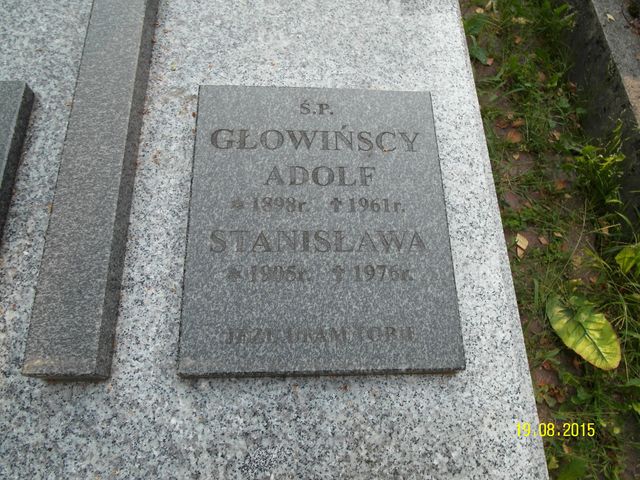 Ś.P.
GŁOWIŃSCY
ADOLF
* 1898r. ✝ 1961r.
STANISŁAWA
* 1905r. ✝ 1976r.
JEZU UFAM TOBIE
19.08.2015